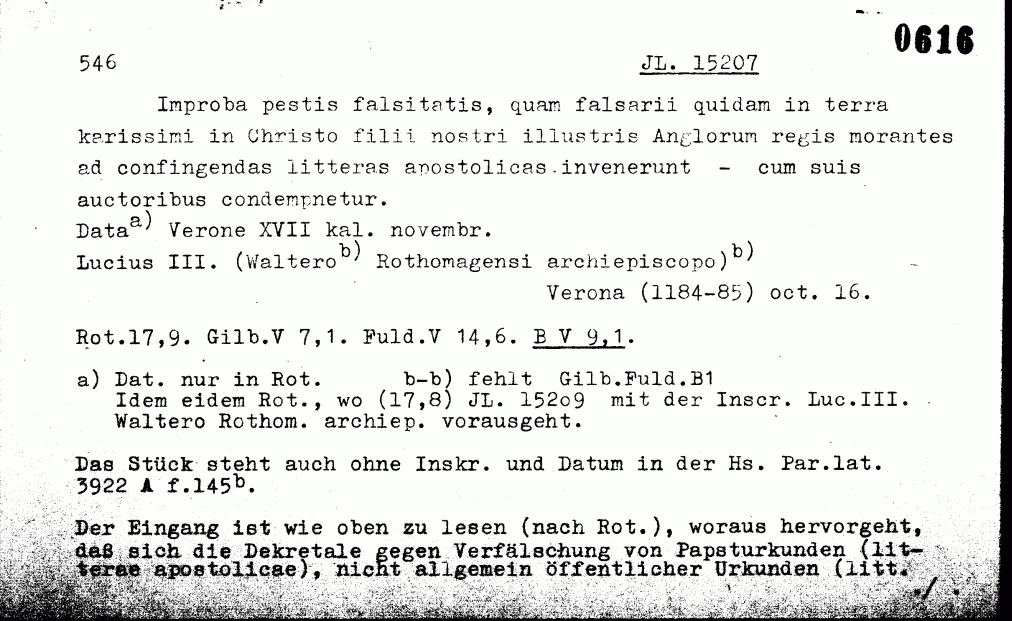 0616
546 JL. 15207
Improba pestis falsitatis, quam falsarii quidam in terra
karissimi in Christo filii nostri illustris Anglorum regis morantes
ad confingendas litteras apostolicas invenerunt - cum suis
auctoribus condempnetur.
Data a) Verone XVII kal. novembr.
Lucius III. (Waltero b) Rothomagensi archiepiscopo) b)
Verona (1184-85) oct. 16.
Rot.17,9. Gilb.V 7,1. Fuld.V 14,6. B V 9,1.
a) Dat. nur in Rot. b-b) fehlt Gilb.Fuld.B1
Idem eidem Rot., wo (17,8) JL. 152o9 mit der Inscr. Luc.III.
Waltero Rothom. archiep. vorausgeht.
Das Stück steht auch ohne Inskr. und Datum in der Hs. Par.lat.
3922 A f.145b.
Der Eingang ist wie oben zu lesen (nach Rot.), woraus hervorgeht,
daß sich die Dekretale gegen Verfälschung von Papsturkunden (lit-
terae apostolicae), nicht allgemein öffentlicher Urkunden (litt.
./.